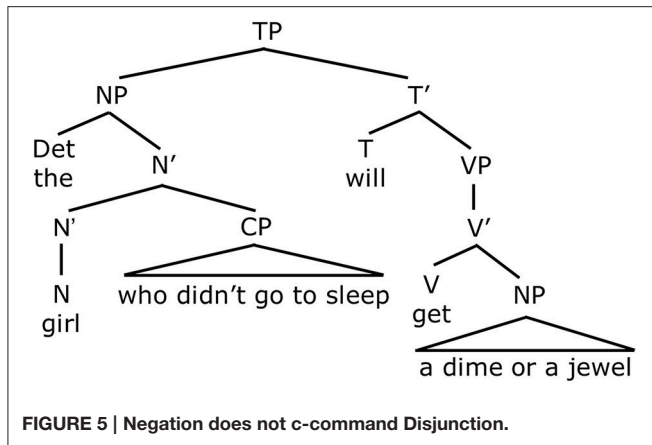 TP
NP T′
Det N′ T VP
the will
N' CP V′
N who didn't go to sleep V NP
girl get
a dime or a jewel
FIGURE 5 | Negation does not c-command Disjunction.